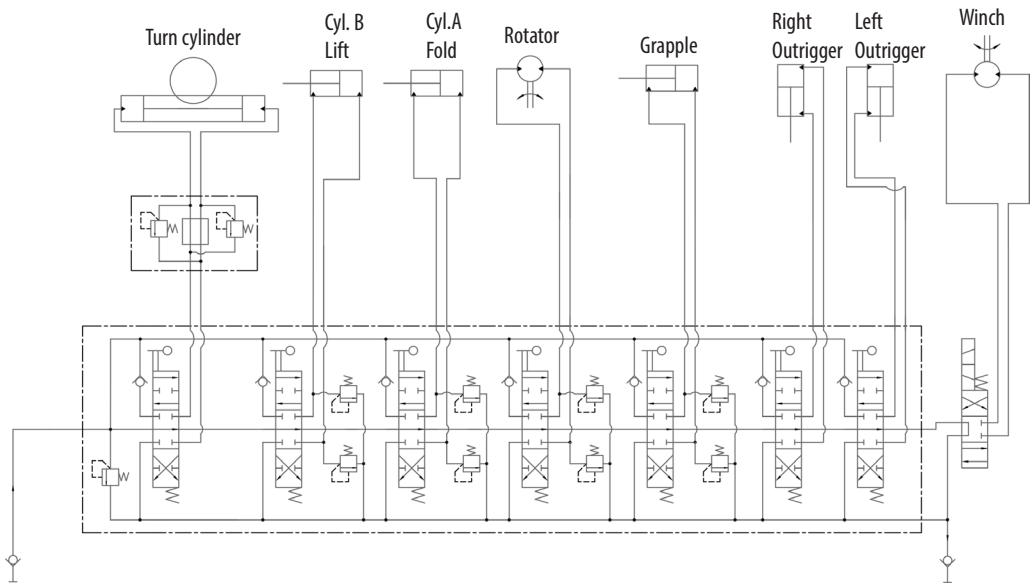 Turn cylinder
Cyl. B
Lift
Cyl.A
Fold
Rotator
Grapple
Right
Outrigger
Left
Outrigger
Winch